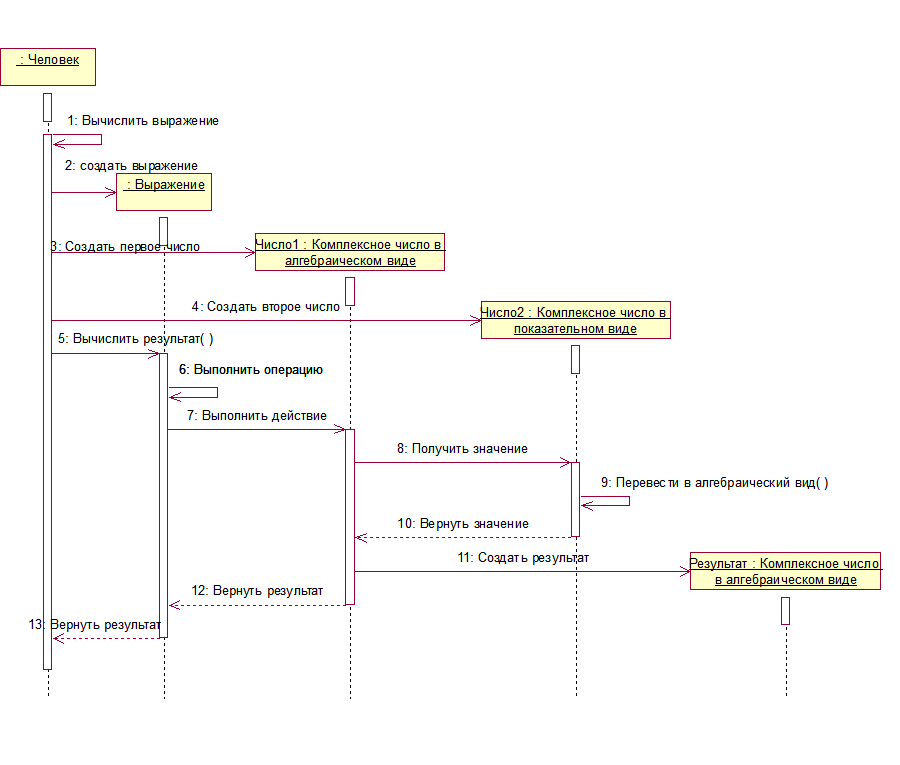 : Человек
1: Вычислить выражение
2: создать выражение
: Выражение
3: Создать первое число
Число1 : Комплексное число в
алгебраическом виде
4: Создать второе число
Число2 : Комплексное число в
показательном виде
5: Вычислить результат( )
6: Выполнить операцию
7: Выполнить действие
8: Получить значение
9: Перевести в алгебраический вид( )
10: Вернуть значение
11: Создать результат
Результат : Комплексное число
в алгебраическом виде
12: Вернуть результат
13: Вернуть результат